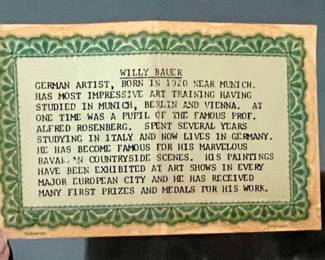 WILLY BAUER
GERMAN ARTIST, BORN IN 1920 NEAR MUNICH.
HAS MOST IMPRESSIVE ART TRAINING HAVING
STUDIED IN MUNICH, BERLIN AND VIENNA. AT
ONE TIME WAS A PUPIL OF THE FAMOUS PROF.
ALFRED ROSENBERG. SPENT SEVERAL YEARS
STUDYING IN ITALY AND NOW LIVES IN GERMANY.
HE HAS BECOME FAMOUS FOR HIS MARVELOUS
COUNTRYSIDE SCENES. HIS PAINTINGS
HAVE BEEN EXHIBITED AT ART SHOWS IN EVERY
MAJOR EUROPEAN CITY AND HE HAS RECEIVED
MANY FIRST PRIZES AND MEDALS FOR HIS WORK.